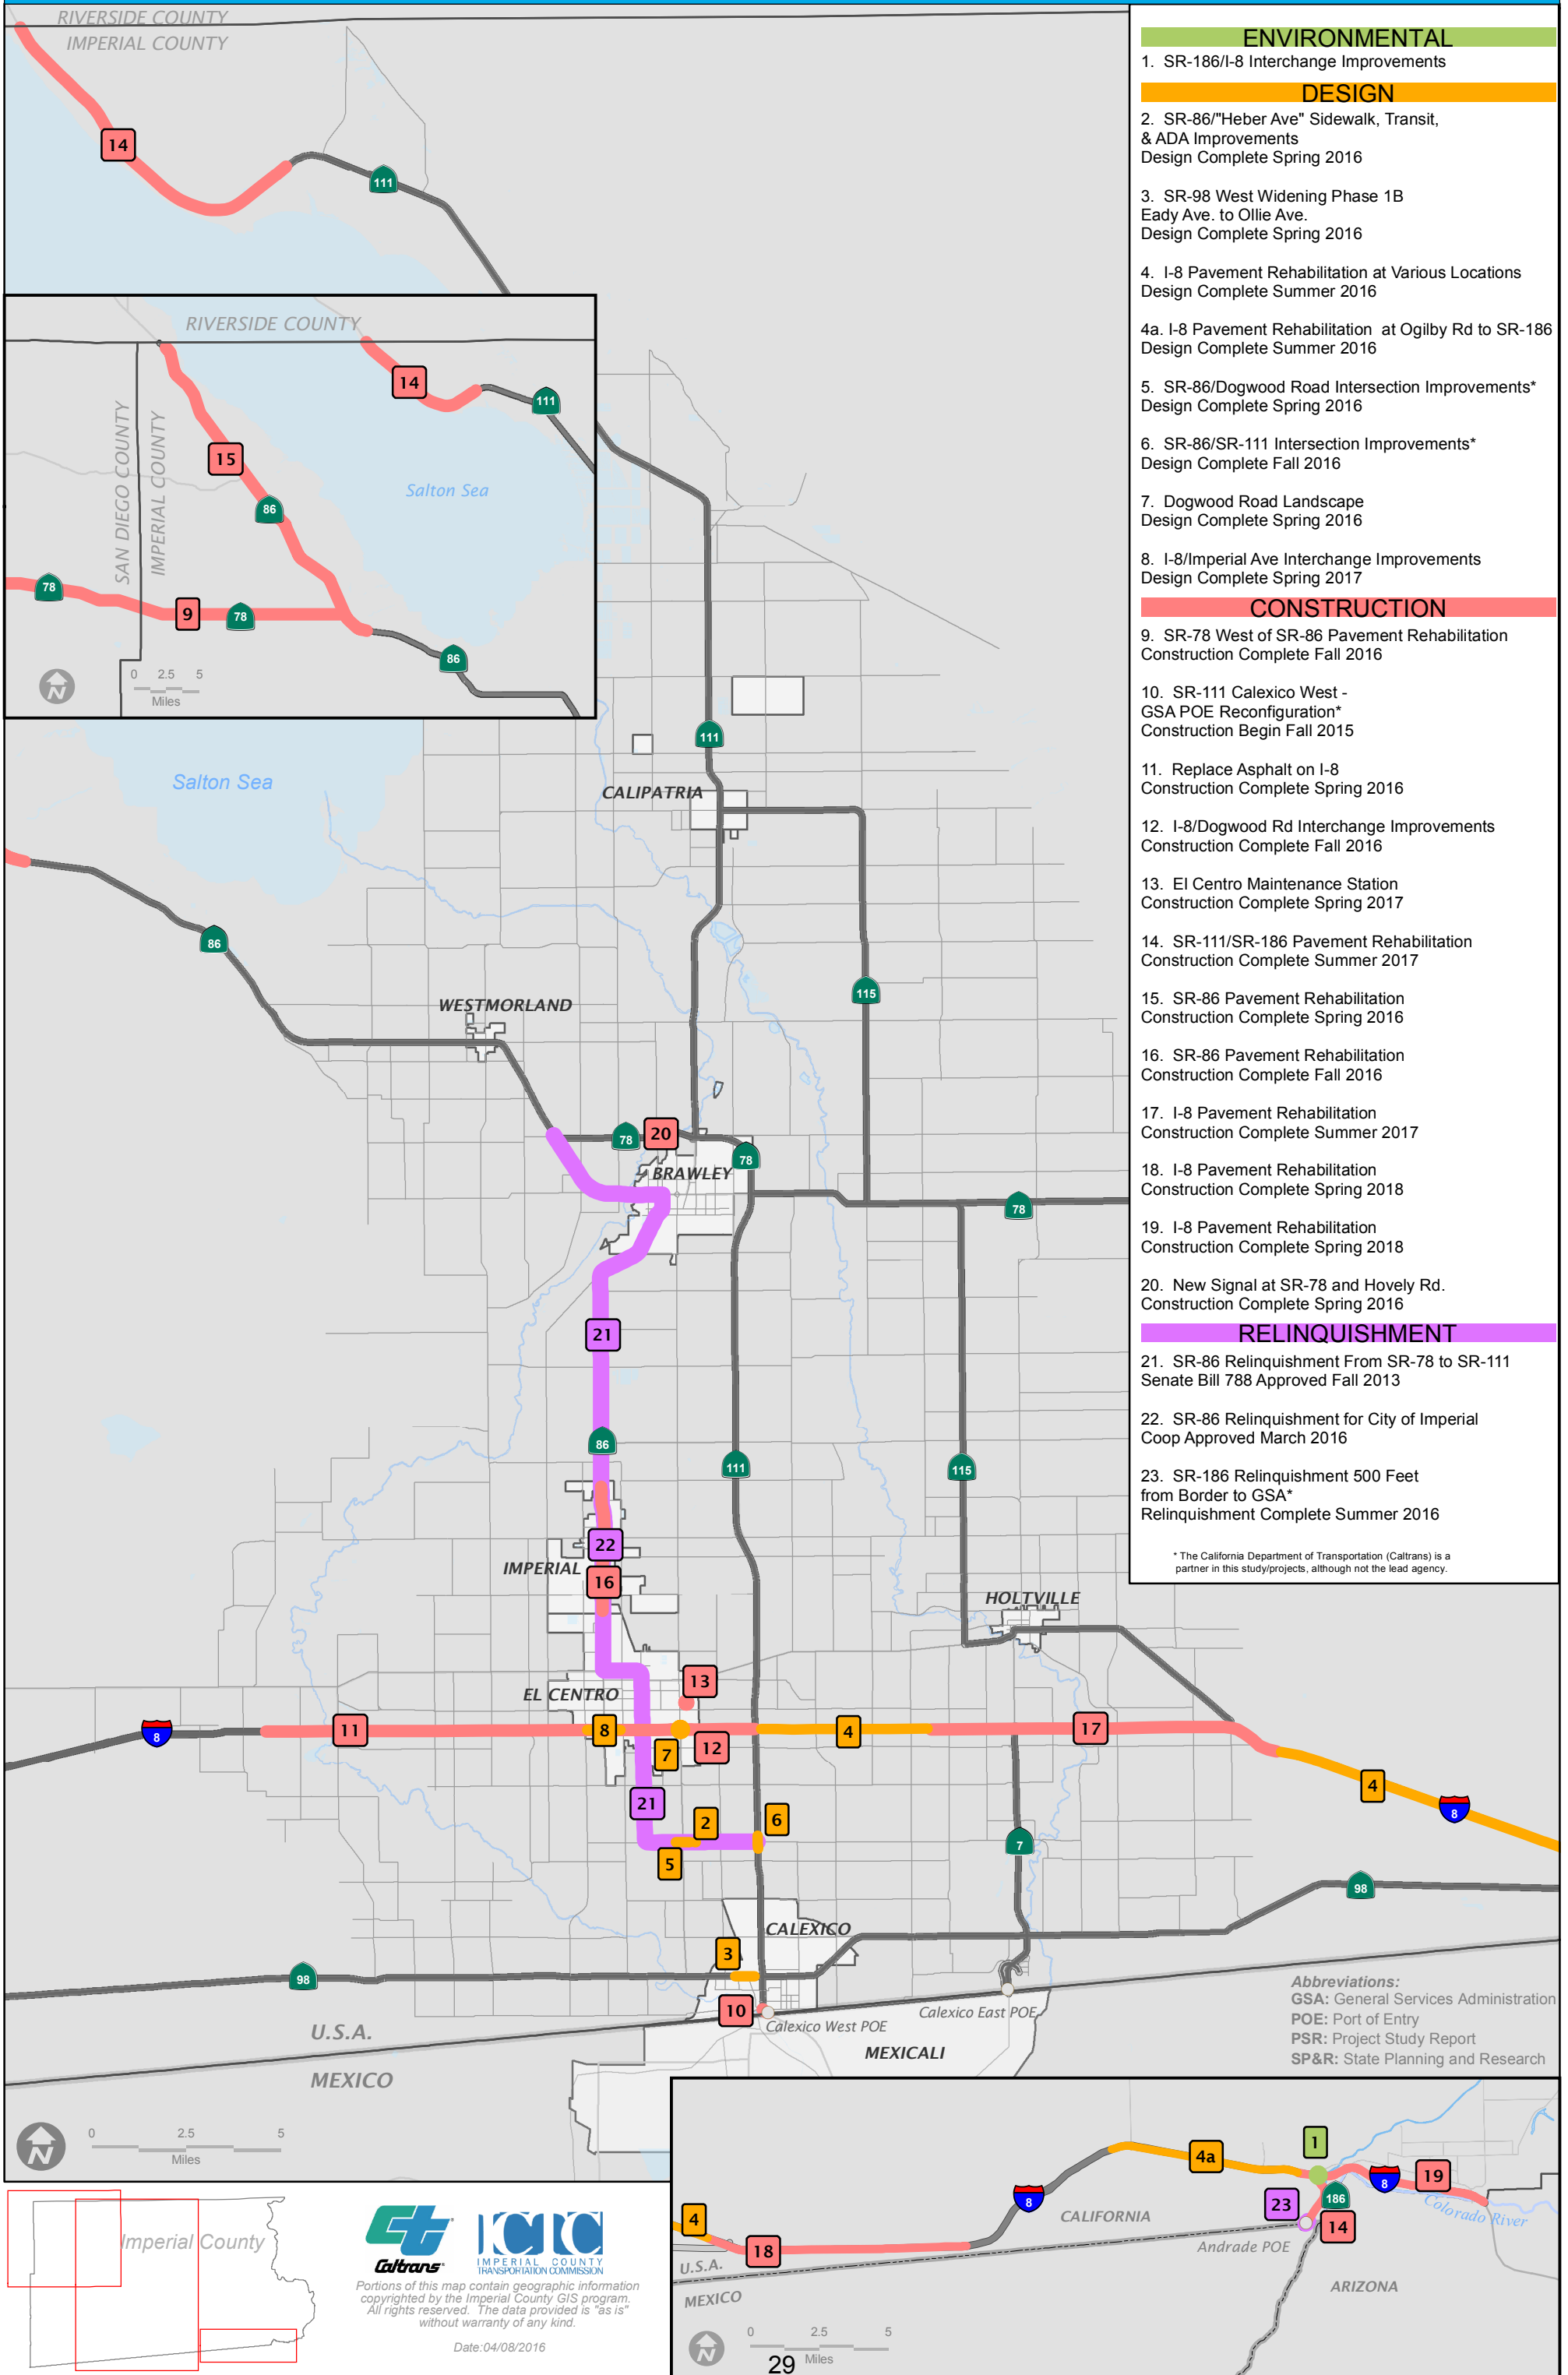 RIVERSIDE COUNTY
IMPERIAL COUNTY
14
111
RIVERSIDE COUNTY
14
111
SAN DIEGO COUNTY
IMPERIAL COUNTY
15
Salton Sea
86
78
9
78
86
0 2.5 5
Miles
N
111
Salton Sea
CALIPATRIA
86
115
WESTMORLAND
78
20
78
BRAWLEY
78
21
86
111
115
22
IMPERIAL
16
HOLTVILLE
13
EL CENTRO
8
11
8
4
17
7
12
4
8
21
2
6
5
7
98
CALEXICO
3
98
10
Calexico West POE
Calexico East POE
U.S.A.
MEXICO
MEXICALI
0 2.5 5
Miles
N
ENVIRONMENTAL
1. SR-186/I-8 Interchange Improvements
DESIGN
2. SR-86/"Heber Ave" Sidewalk, Transit,
& ADA Improvements
Design Complete Spring 2016
3. SR-98 West Widening Phase 1B
Eady Ave. to Ollie Ave.
Design Complete Spring 2016
4. I-8 Pavement Rehabilitation at Various Locations
Design Complete Summer 2016
4a. I-8 Pavement Rehabilitation at Ogilby Rd to SR-186
Design Complete Summer 2016
5. SR-86/Dogwood Road Intersection Improvements*
Design Complete Spring 2016
6. SR-86/SR-111 Intersection Improvements*
Design Complete Fall 2016
7. Dogwood Road Landscape
Design Complete Spring 2016
8. I-8/Imperial Ave Interchange Improvements
Design Complete Spring 2017
CONSTRUCTION
9. SR-78 West of SR-86 Pavement Rehabilitation
Construction Complete Fall 2016
10. SR-111 Calexico West -
GSA POE Reconfiguration*
Construction Begin Fall 2015
11. Replace Asphalt on I-8
Construction Complete Spring 2016
12. I-8/Dogwood Rd Interchange Improvements
Construction Complete Fall 2016
13. El Centro Maintenance Station
Construction Complete Spring 2017
14. SR-111/SR-186 Pavement Rehabilitation
Construction Complete Summer 2017
15. SR-86 Pavement Rehabilitation
Construction Complete Spring 2016
16. SR-86 Pavement Rehabilitation
Construction Complete Fall 2016
17. I-8 Pavement Rehabilitation
Construction Complete Summer 2017
18. I-8 Pavement Rehabilitation
Construction Complete Spring 2018
19. I-8 Pavement Rehabilitation
Construction Complete Spring 2018
20. New Signal at SR-78 and Hovely Rd.
Construction Complete Spring 2016
RELINQUISHMENT
21. SR-86 Relinquishment From SR-78 to SR-111
Senate Bill 788 Approved Fall 2013
22. SR-86 Relinquishment for City of Imperial
Coop Approved March 2016
23. SR-186 Relinquishment 500 Feet
from Border to GSA*
Relinquishment Complete Summer 2016
* The California Department of Transportation (Caltrans) is a
partner in this study/projects, although not the lead agency.
Abbreviations:
GSA: General Services Administration
POE: Port of Entry
PSR: Project Study Report
SP&R: State Planning and Research
Imperial County
Caltrans
ICTC
IMPERIAL COUNTY
TRANSPORTATION COMMISSION
Portions of this map contain geographic information
copyrighted by the Imperial County GIS program.
All rights reserved. The data provided is "as is"
without warranty of any kind.
Date:04/08/2016
1
4a
8
19
8
186
23
14
Colorado River
CALIFORNIA
Andrade POE
4
18
U.S.A.
MEXICO
ARIZONA
0 2.5 5
Miles
N
29